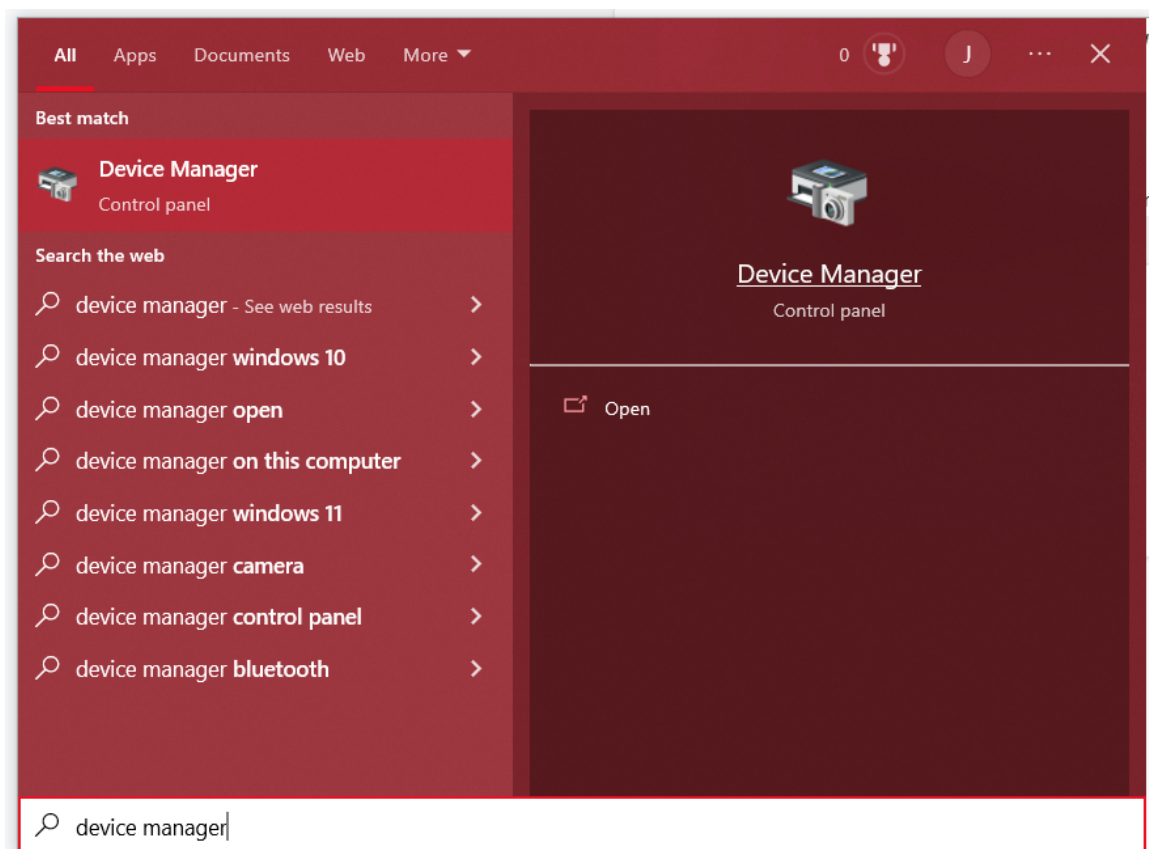 All Apps Documents Web More 0 J ...
Best match
Device Manager
Control panel
Search the web
device manager - See web results
device manager windows 10
device manager open
device manager on this computer
device manager windows 11
device manager camera
device manager control panel
device manager bluetooth
Device Manager
Control panel
Open
device manager